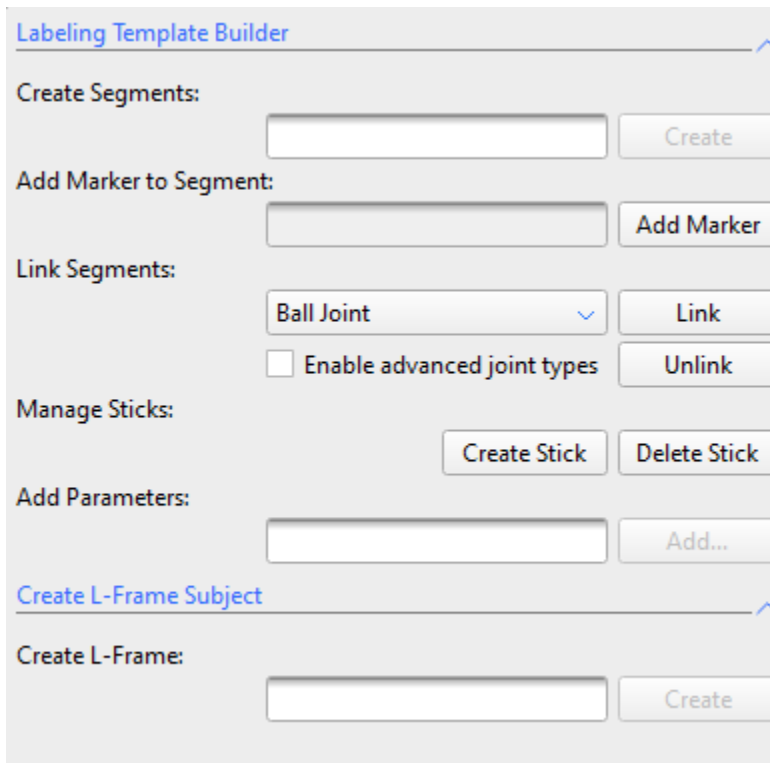 Labeling Template Builder
Create Segments:
Create
Add Marker to Segment:
Add Marker
Link Segments:
Ball Joint Link
Enable advanced joint types Unlink
Manage Sticks:
Create Stick Delete Stick
Add Parameters:
Add...
Create L-Frame Subject
Create L-Frame:
Create